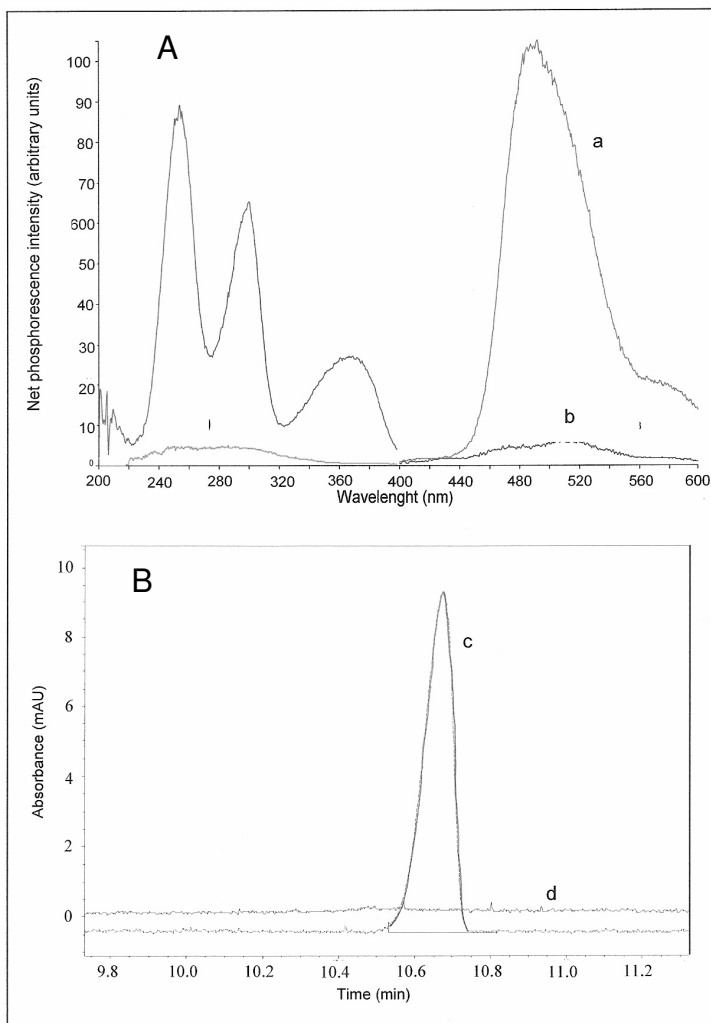 A
Net phosphorescence intensity (arbitrary units)
100
90
80
70
600
50
40
30
20
10
0
a
b
200 240 280 320 360 400 440 480 520 560 600
Wavelenght (nm)
B
Absorbance (mAU)
10
8
6
4
2
0
c
d
9.8 10.0 10.2 10.4 10.6 10.8 11.0 11.2
Time (min)